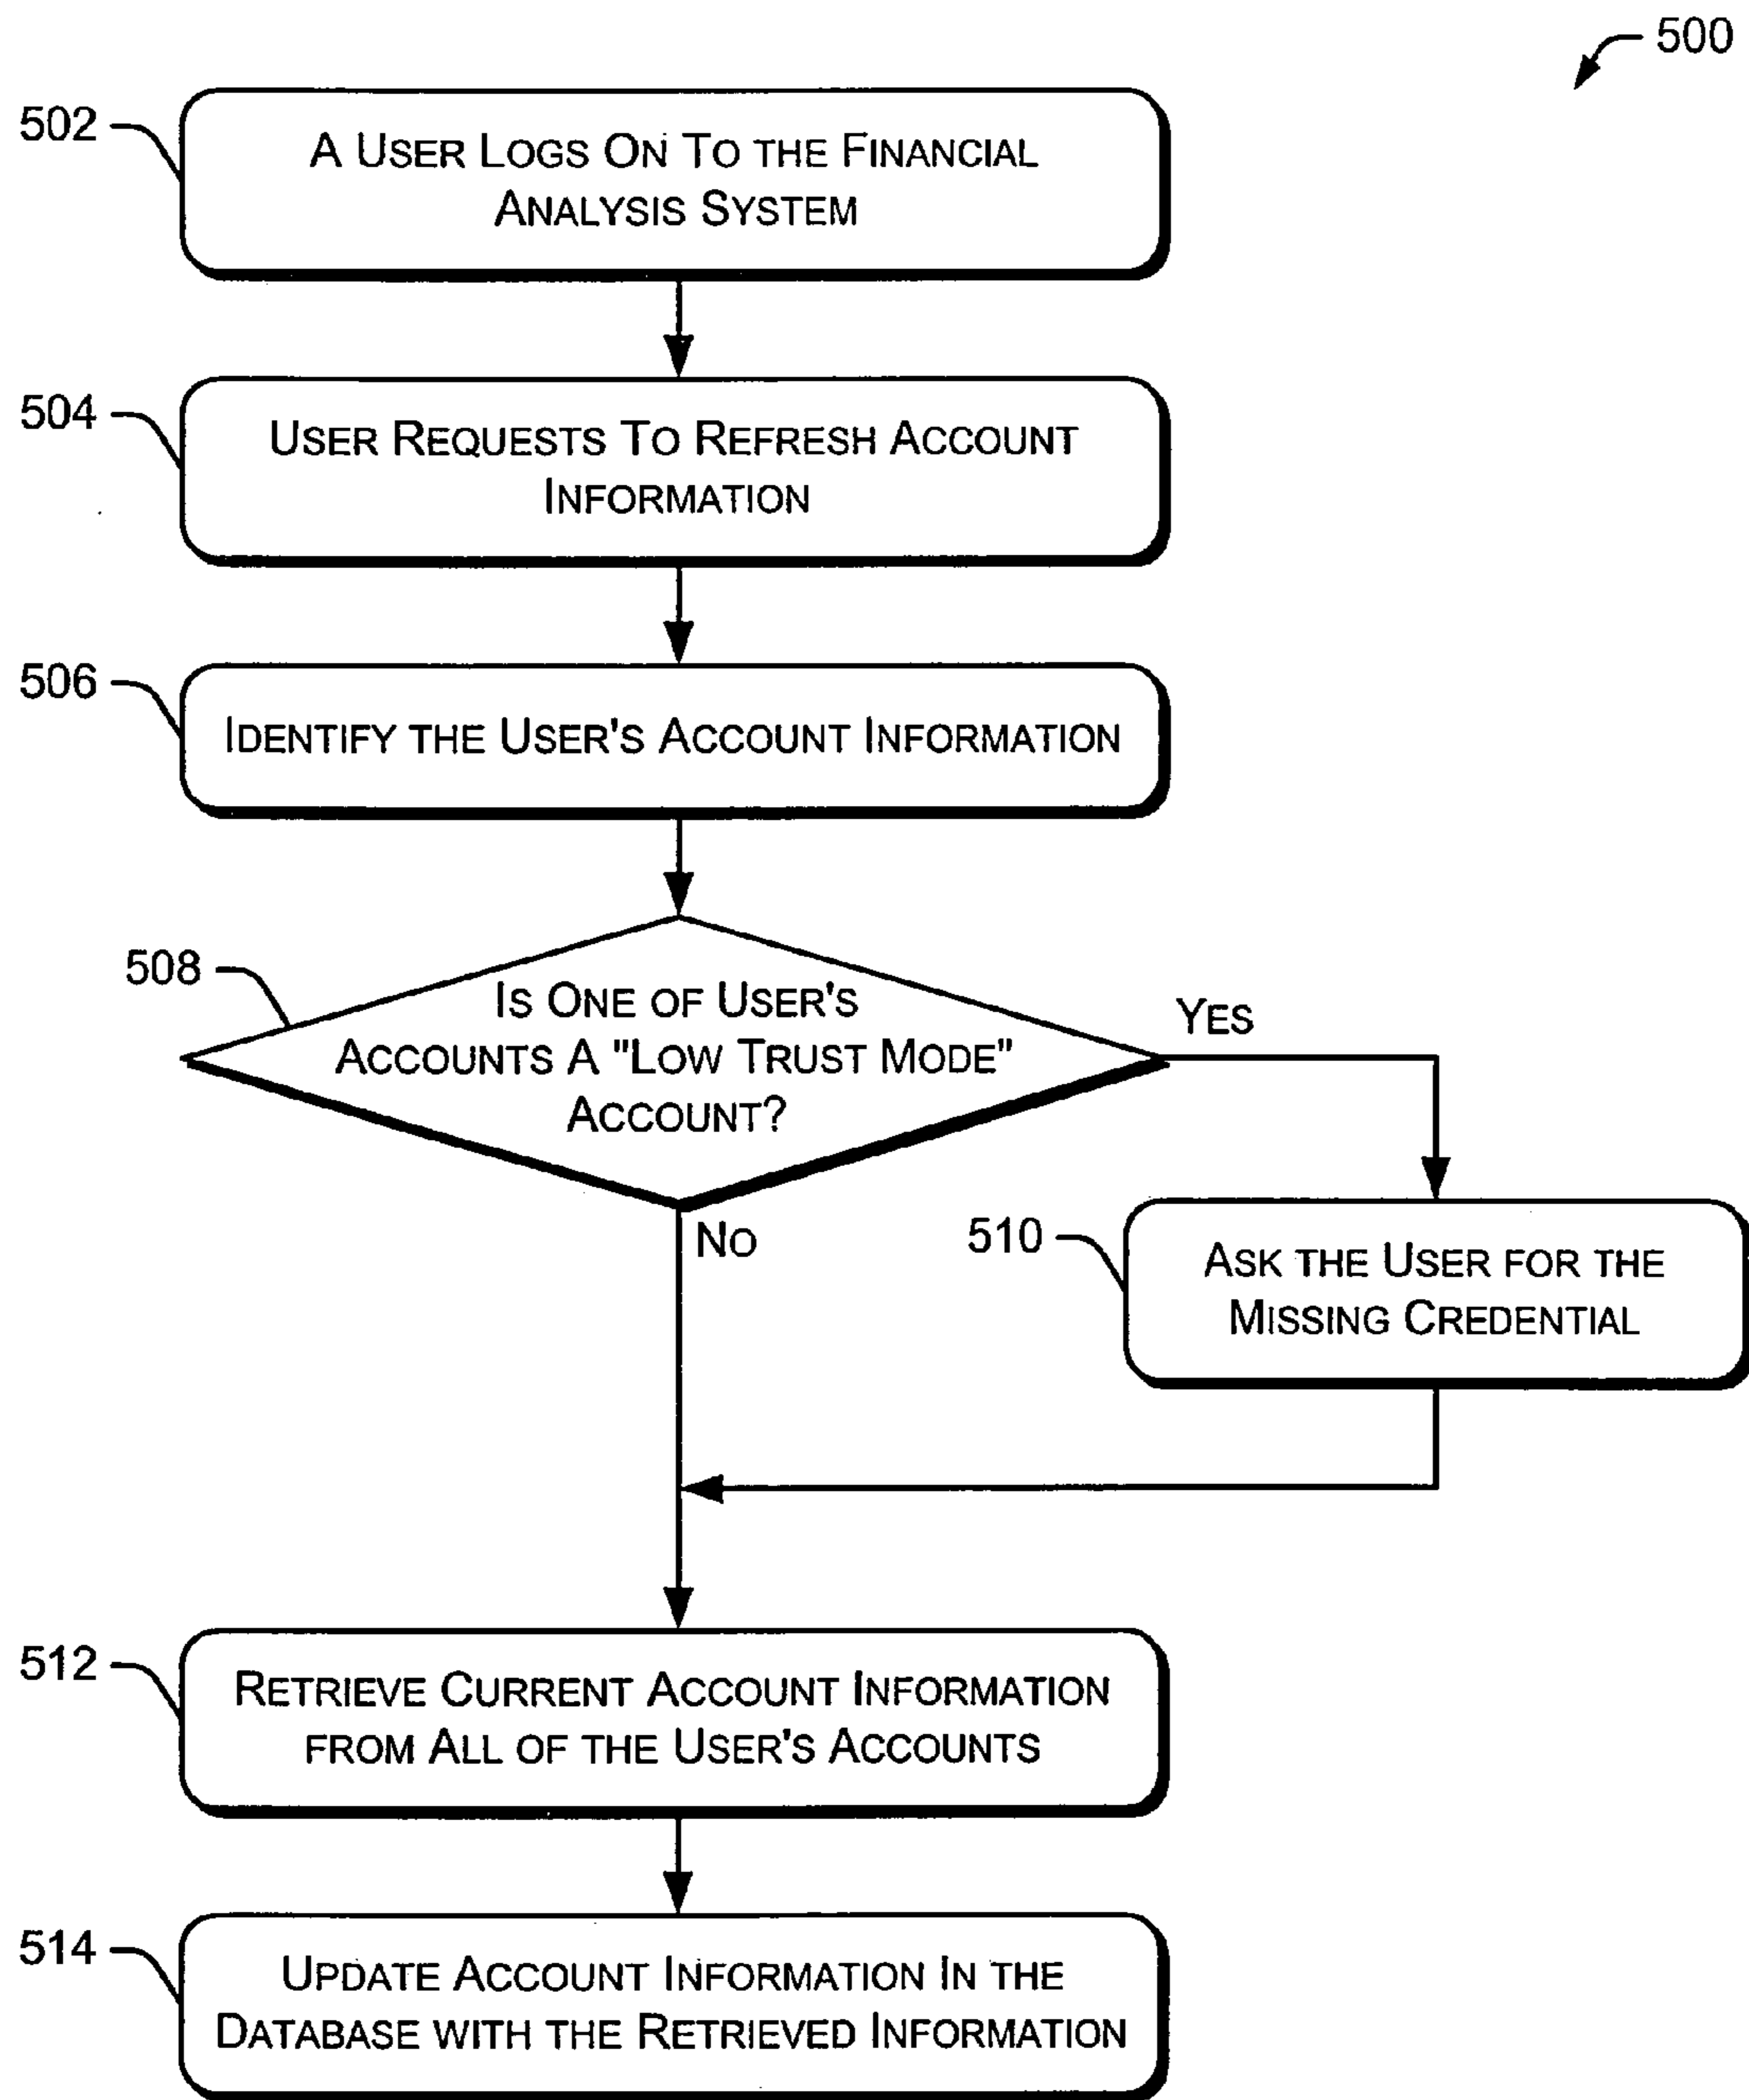 500
502
A USER LOGS ON TO THE FINANCIAL
ANALYSIS SYSTEM
504
USER REQUESTS TO REFRESH ACCOUNT
INFORMATION
506
IDENTIFY THE USER'S ACCOUNT INFORMATION
508
IS ONE OF USER'S
ACCOUNTS A "LOW TRUST MODE"
ACCOUNT?
YES
NO
510
ASK THE USER FOR THE
MISSING CREDENTIAL
512
RETRIEVE CURRENT ACCOUNT INFORMATION
FROM ALL OF THE USER'S ACCOUNTS
514
UPDATE ACCOUNT INFORMATION IN THE
DATABASE WITH THE RETRIEVED INFORMATION